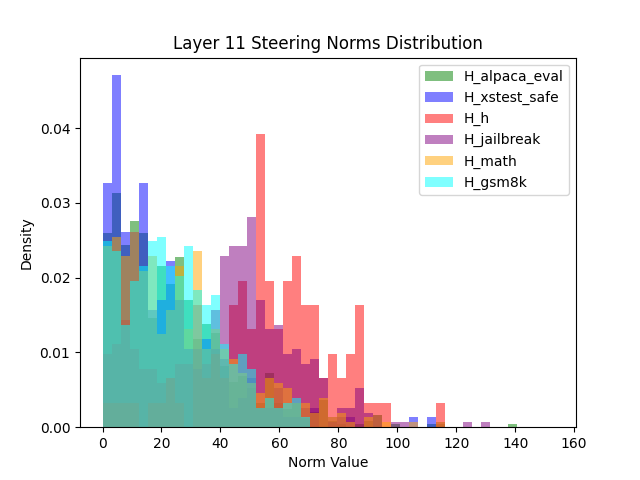 Layer 11 Steering Norms Distribution
H_alpaca_eval
H_xstest_safe
H_h
H_jailbreak
H_math
H_gsm8k
Density
0.04
0.03
0.02
0.01
0.00
0 20 40 60 80 100 120 140 160
Norm Value